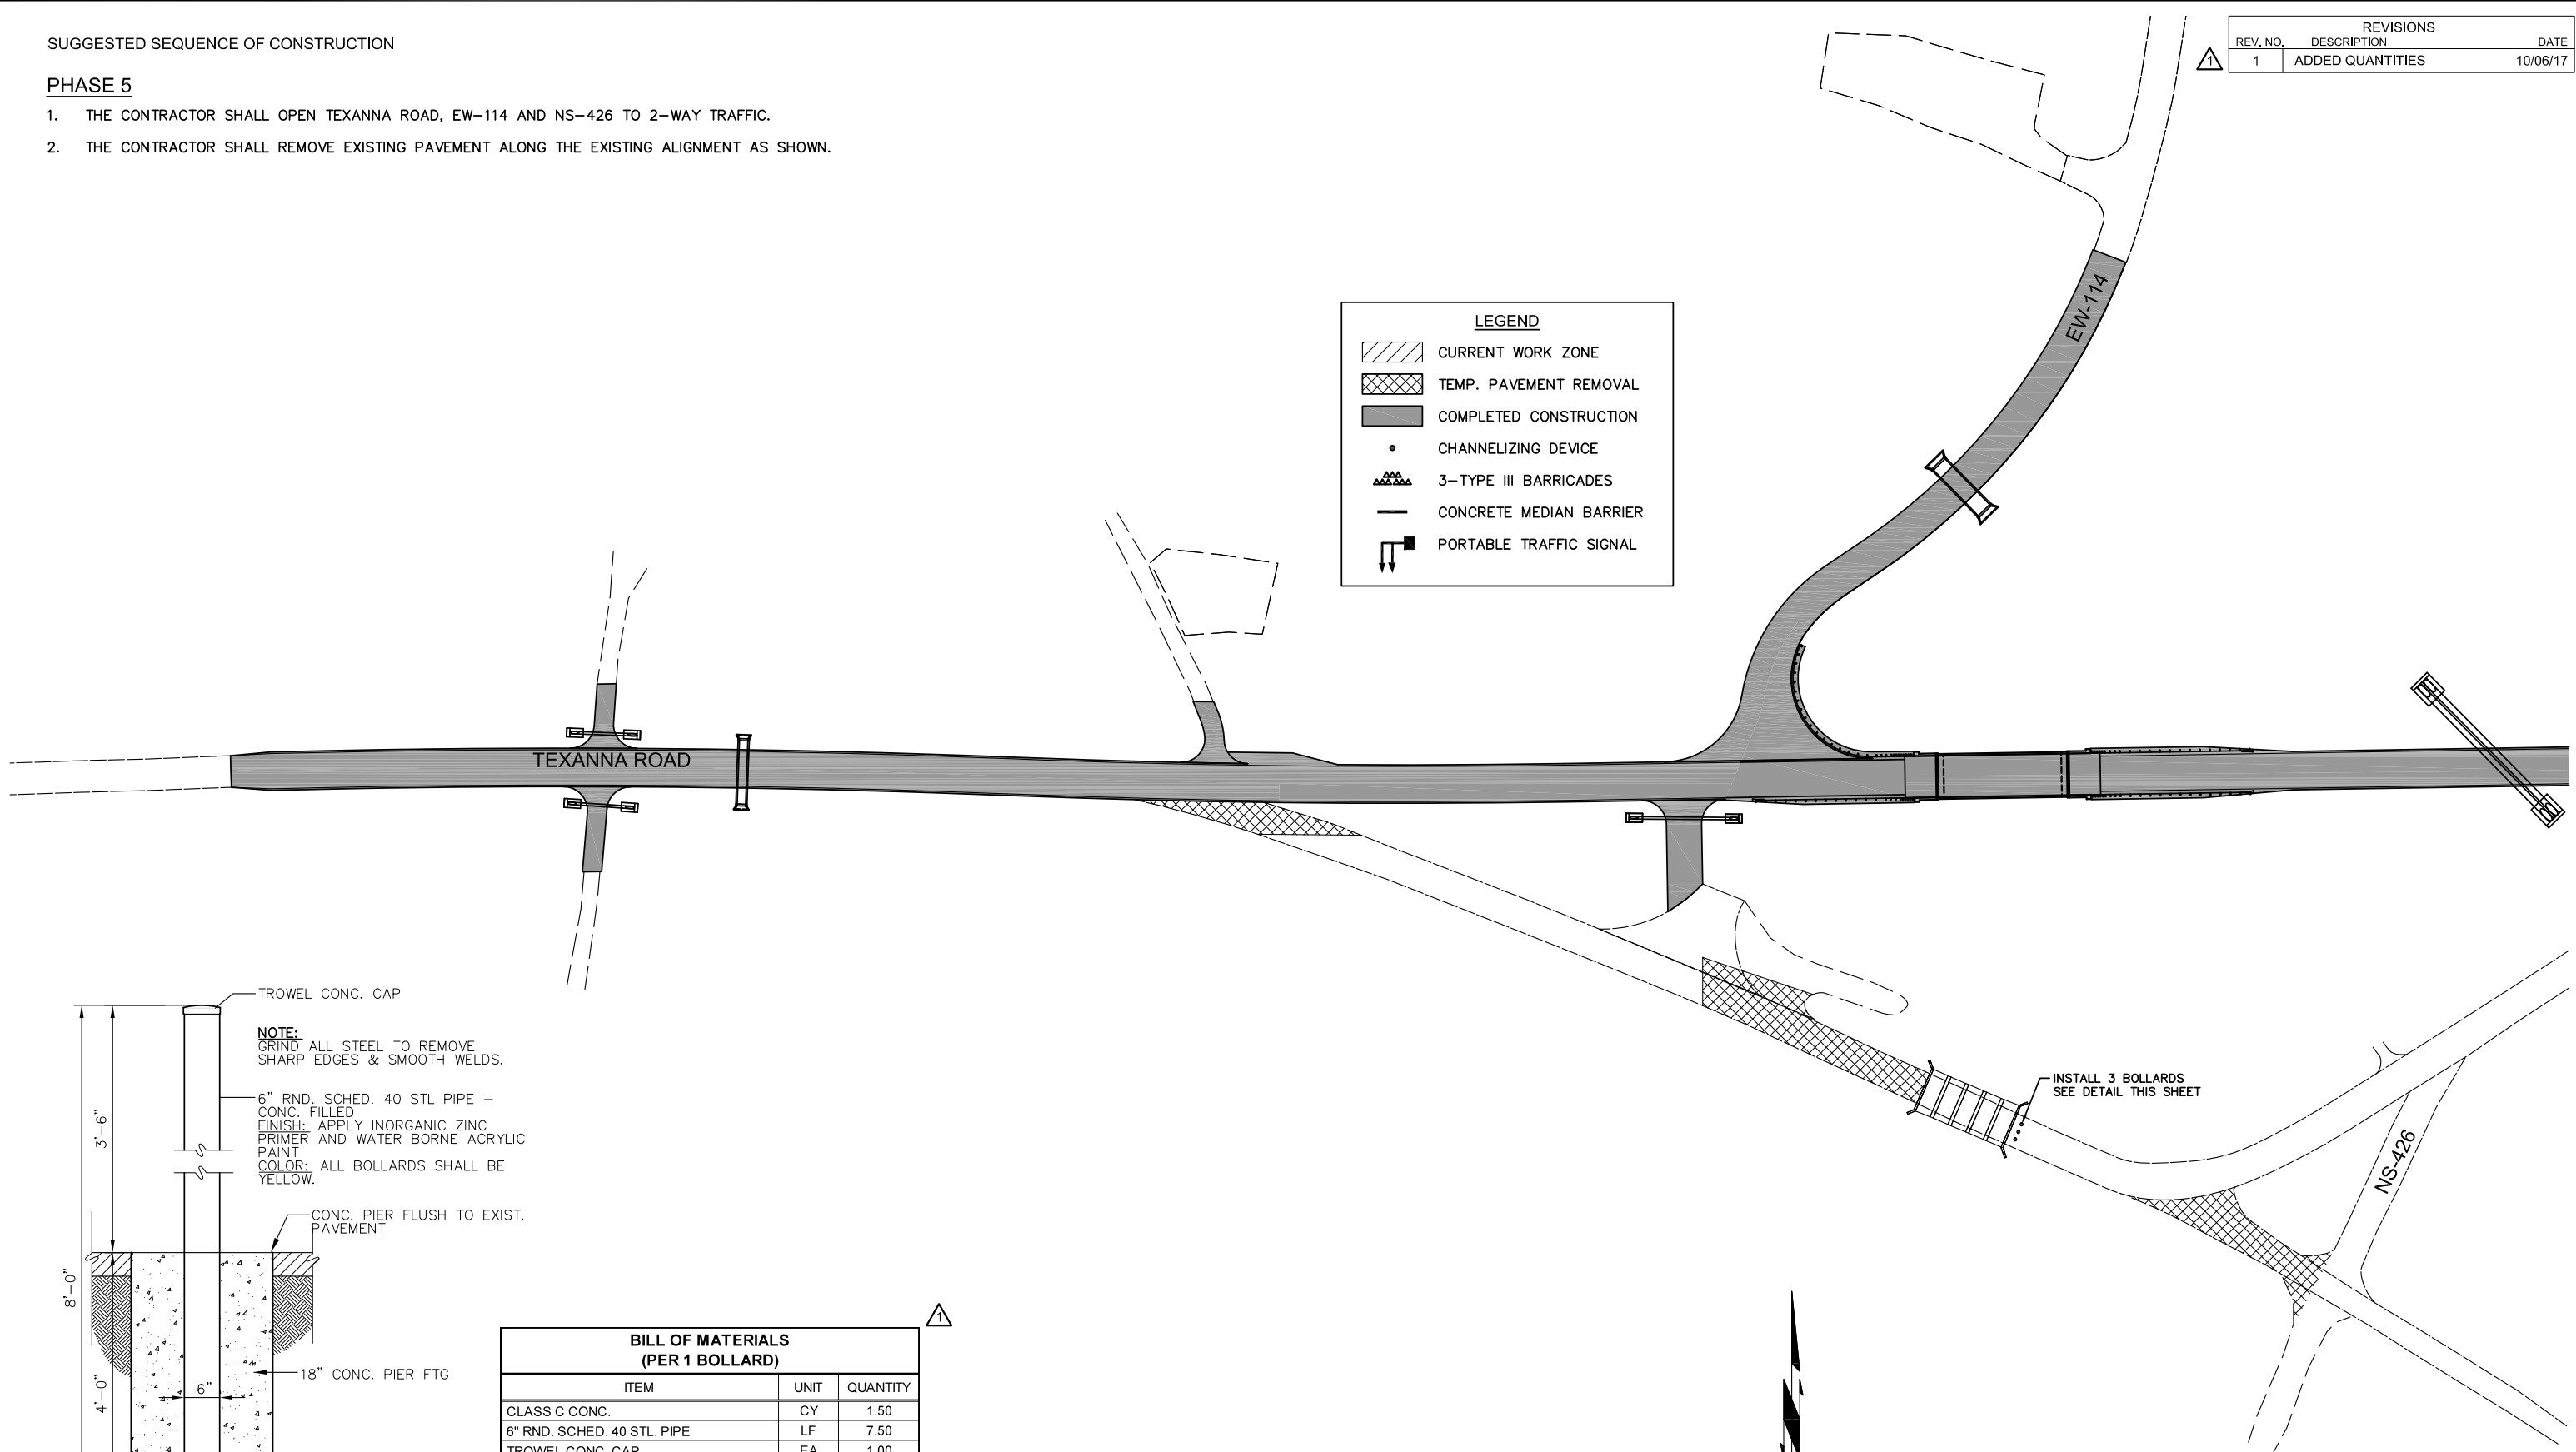 SUGGESTED SEQUENCE OF CONSTRUCTION
PHASE 5
1. THE CONTRACTOR SHALL OPEN TEXANNA ROAD, EW-114 AND NS-426 TO 2-WAY TRAFFIC.
2. THE CONTRACTOR SHALL REMOVE EXISTING PAVEMENT ALONG THE EXISTING ALIGNMENT AS SHOWN.
REVISIONS
REV. NO. DESCRIPTION DATE
1 1 ADDED QUANTITIES 10/06/17
LEGEND
CURRENT WORK ZONE
TEMP. PAVEMENT REMOVAL
COMPLETED CONSTRUCTION
CHANNELIZING DEVICE
3-TYPE III BARRICADES
CONCRETE MEDIAN BARRIER
PORTABLE TRAFFIC SIGNAL
EW-114
TEXANNA ROAD
INSTALL 3 BOLLARDS
SEE DETAIL THIS SHEET
NS-426
TROWEL CONC. CAP
NOTE:
GRIND ALL STEEL TO REMOVE
SHARP EDGES & SMOOTH WELDS.
6" RND. SCHED. 40 STL PIPE -
CONC. FILLED
FINISH: APPLY INORGANIC ZINC
PRIMER AND WATER BORNE ACRYLIC
PAINT
COLOR: ALL BOLLARDS SHALL BE
YELLOW.
CONC. PIER FLUSH TO EXIST.
PAVEMENT
18" CONC. PIER FTG
3'-6"
8'-0"
4'-0"
6"
1
BILL OF MATERIALS
(PER 1 BOLLARD)
ITEM UNIT QUANTITY
CLASS C CONC. CY 1.50
6" RND. SCHED. 40 STL. PIPE LF 7.50
TROWEL CONC. CAP EA 1.00